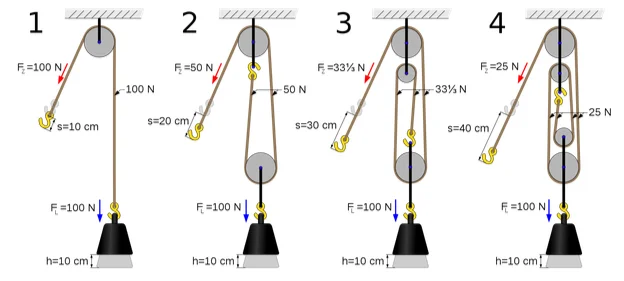 1
F_Z =100 N
100 N
s=10 cm
F_L =100 N
h=10 cm
2
F_Z =50 N
50 N
s=20 cm
F_L =100 N
h=10 cm
3
F_Z =33⅓ N
33⅓ N
s=30 cm
F_L =100 N
h=10 cm
4
F_Z =25 N
25 N
s=40 cm
F_L =100 N
h=10 cm